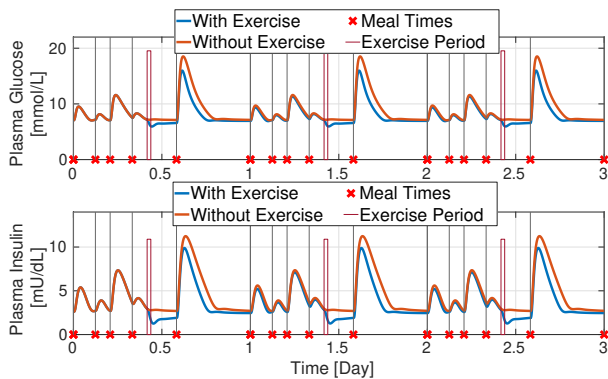 With Exercise
Meal Times
Without Exercise
Exercise Period
Plasma Glucose
[mmol/L]
20
10
0
0
0.5
1
1.5
2
2.5
3
With Exercise
Meal Times
Without Exercise
Exercise Period
Plasma Insulin
[mU/dL]
10
5
0
0
0.5
1
1.5
2
2.5
3
Time [Day]